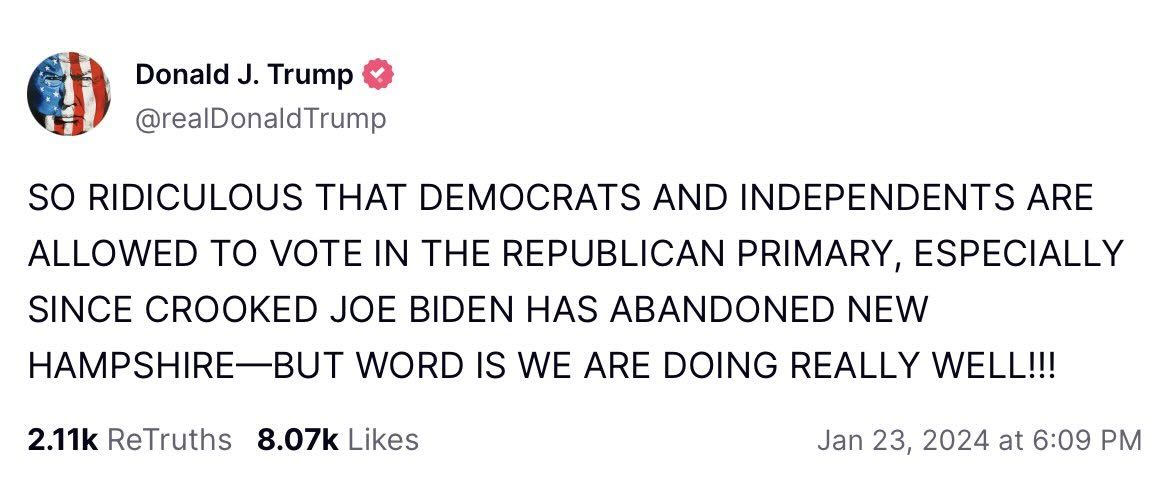 Donald J. Trump
@realDonaldTrump
SO RIDICULOUS THAT DEMOCRATS AND INDEPENDENTS ARE
ALLOWED TO VOTE IN THE REPUBLICAN PRIMARY, ESPECIALLY
SINCE CROOKED JOE BIDEN HAS ABANDONED NEW
HAMPSHIRE—BUT WORD IS WE ARE DOING REALLY WELL!!!
2.11k ReTruths 8.07k Likes Jan 23, 2024 at 6:09 PM